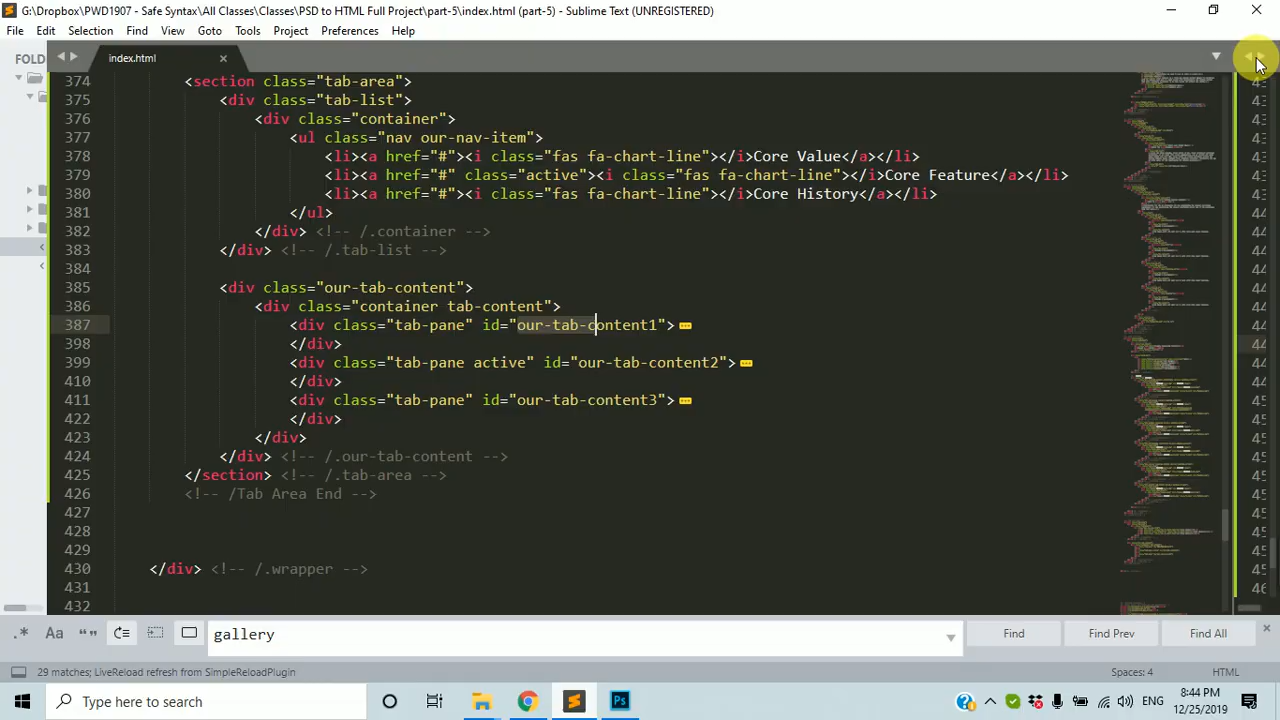 G:\Dropbox\PWD1907 - Safe Syntax\All Classes\Classes\PSD to HTML Full Project\part-5\index.html (part-5) - Sublime Text (UNREGISTERED)
File Edit Selection Find View Goto Tools Project Preferences Help
FOLD
index.html
374 <section class="tab-area">
375 <div class="tab-list">
376 <div class="container">
377 <ul class="nav our-nav-item">
378 <li><a href="#"><i class="fas fa-chart-line"></i>Core Value</a></li>
379 <li><a href="#" class="active"><i class="fas fa-chart-line"></i>Core Feature</a></li>
380 <li><a href="#"><i class="fas fa-chart-line"></i>Core History</a></li>
381 </ul>
382 </div> <!-- /.container -->
383 </div> <!-- /.tab-list -->
384
385 <div class="our-tab-content">
386 <div class="container tab-content">
387 <div class="tab-pane" id="our-tab-content1">
398 </div>
399 <div class="tab-pane active" id="our-tab-content2">
410 </div>
411 <div class="tab-pane" id="our-tab-content3">
422 </div>
423 </div>
424 </div> <!-- /.our-tab-content -->
425 </section> <!-- /.tab-area -->
426 <!-- /Tab Area End -->
427
428
429
430 </div> <!-- /.wrapper -->
431
432
.* Aa “” gallery Find Find Prev Find All
29 matches; LiveReload refresh from SimpleReloadPlugin Spaces: 4 HTML
Type here to search
ENG
8:44 PM
12/25/2019